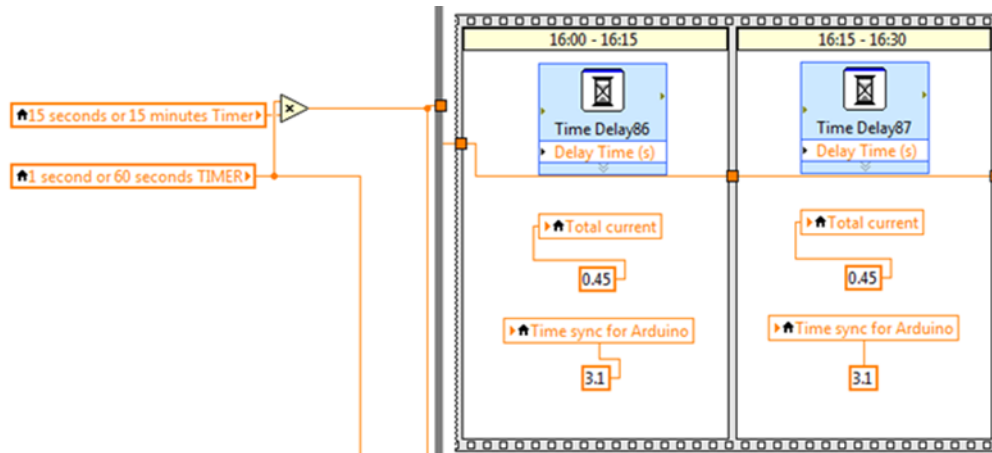 16:00 - 16:15
16:15 - 16:30
15 seconds or 15 minutes Timer
×
1 second or 60 seconds TIMER
Time Delay86
Delay Time (s)
Time Delay87
Delay Time (s)
Total current
0.45
Total current
0.45
Time sync for Arduino
3.1
Time sync for Arduino
3.1